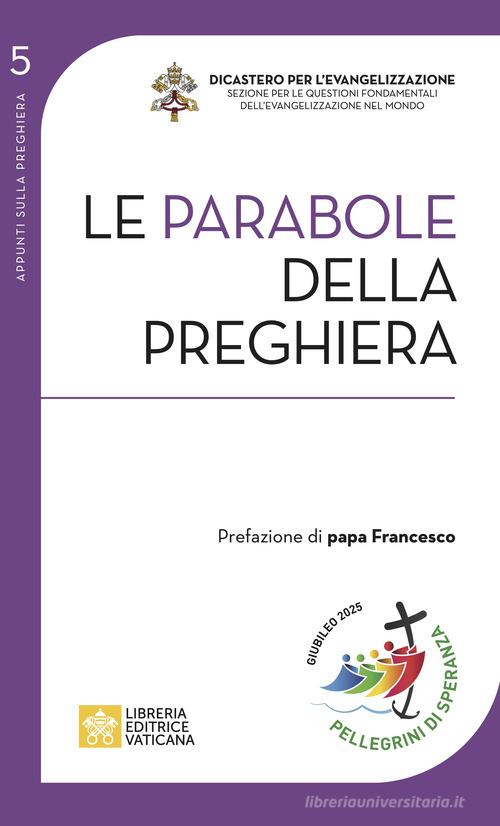 5
APPUNTI SULLA PREGHIERA
DICASTERO PER L'EVANGELIZZAZIONE
SEZIONE PER LE QUESTIONI FONDAMENTALI
DELL'EVANGELIZZAZIONE NEL MONDO
LE PARABOLE
DELLA
PREGHIERA
Prefazione di papa Francesco
GIUBILEO 2025
PELLEGRINI DI SPERANZA
LIBRERIA
EDITRICE
VATICANA
libreriauniversitaria.it